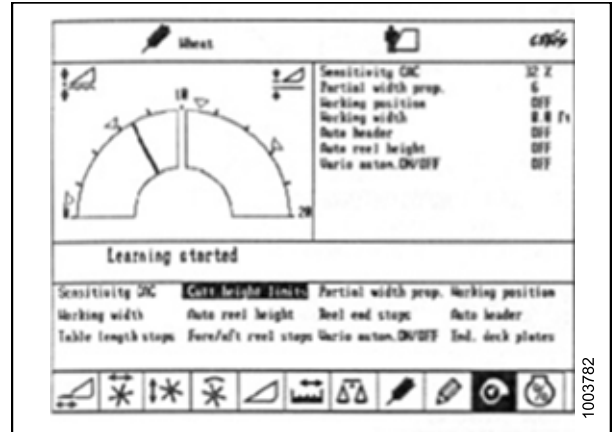 Wheat
Sensitivity CAC 32 %
Partial width prop. 6
Working position OFF
Working width 0.0 ft
Auto header OFF
Auto reel height OFF
Vario autom.ON/OFF OFF
10
0
20
Learning started
Sensitivity CAC Cutt.height limits Partial width prop. Working position
Working width Auto reel height Reel end stops Auto header
Table length stops Fore/aft reel stops Vario autom.ON/OFF End. deck plates
%
1003782